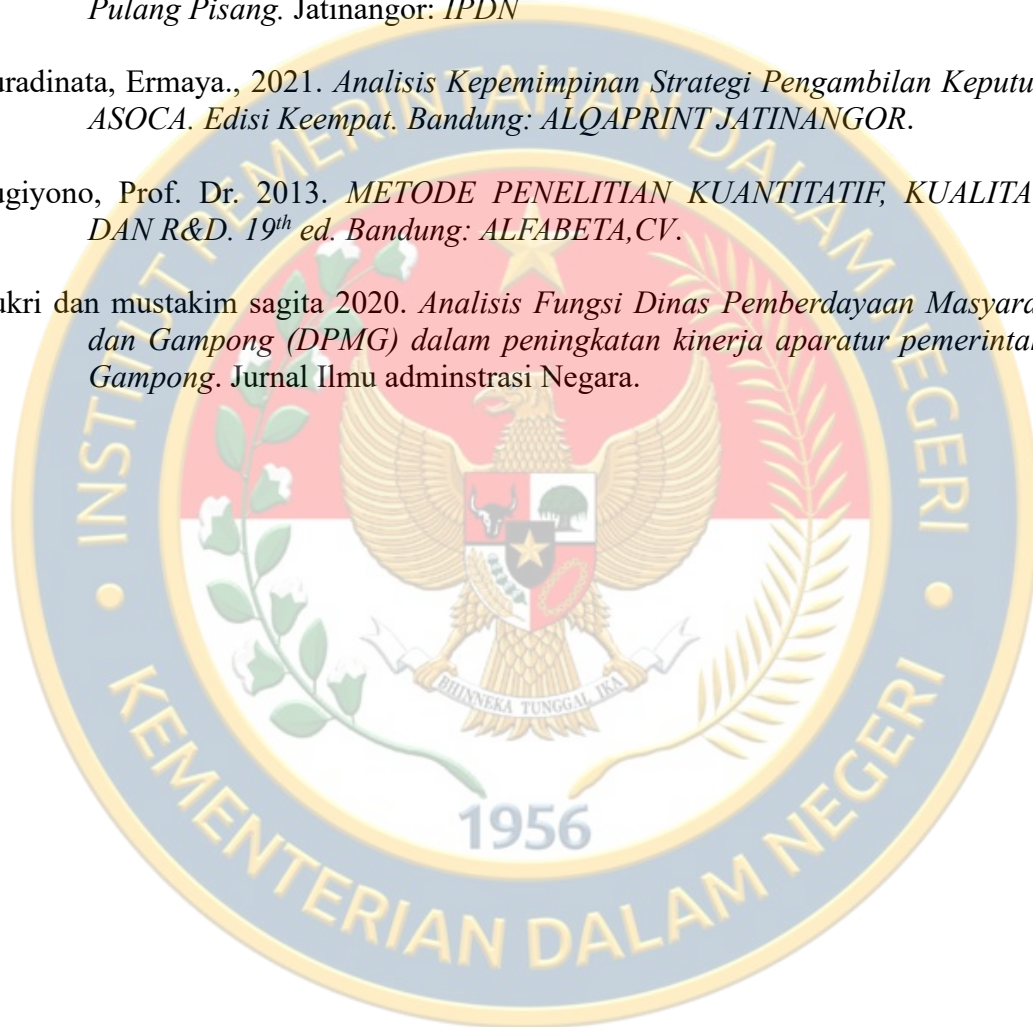 Pulang Pisang. Jatinangor: IPDN
uradinata, Ermaya., 2021. Analisis Kepemimpinan Strategi Pengambilan Keputu
ASOCA. Edisi Keempat. Bandung: ALQAPRINT JATINANGOR.
ugiyono, Prof. Dr. 2013. METODE PENELITIAN KUANTITATIF, KUALITA
DAN R&D. 19th ed. Bandung: ALFABETA,CV.
ukri dan mustakim sagita 2020. Analisis Fungsi Dinas Pemberdayaan Masyara
dan Gampong (DPMG) dalam peningkatan kinerja aparatur pemerinta
Gampong. Jurnal Ilmu adminstrasi Negara.
INSTITUT PEMERINTAHAN DALAM NEGERI
BHINNEKA TUNGGAL IKA
1956
KEMENTERIAN DALAM NEGERI